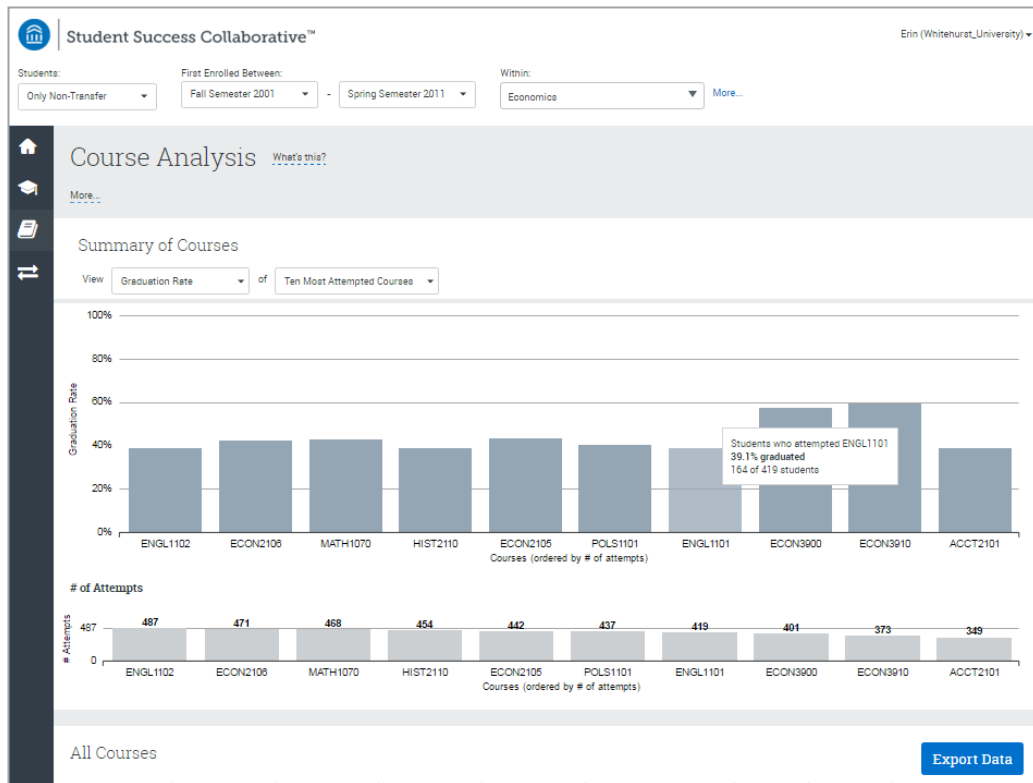 Student Success Collaborative™
Erin (Whitehurst_University)
Students:
First Enrolled Between:
Within:
Only Non-Transfer
Fall Semester 2001
-
Spring Semester 2011
Economics
More...
Course Analysis What's this?
More...
Summary of Courses
View Graduation Rate of Ten Most Attempted Courses
100%
80%
60%
40%
20%
0%
Graduation Rate
Students who attempted ENGL1101
39.1% graduated
164 of 419 students
ENGL1102 ECON2106 MATH1070 HIST2110 ECON2105 POLS1101 ENGL1101 ECON3900 ECON3910 ACCT2101
Courses (ordered by # of attempts)
# of Attempts
# Attempts
487
0
487 471 468 454 442 437 419 401 373 349
ENGL1102 ECON2106 MATH1070 HIST2110 ECON2105 POLS1101 ENGL1101 ECON3900 ECON3910 ACCT2101
Courses (ordered by # of attempts)
All Courses
Export Data